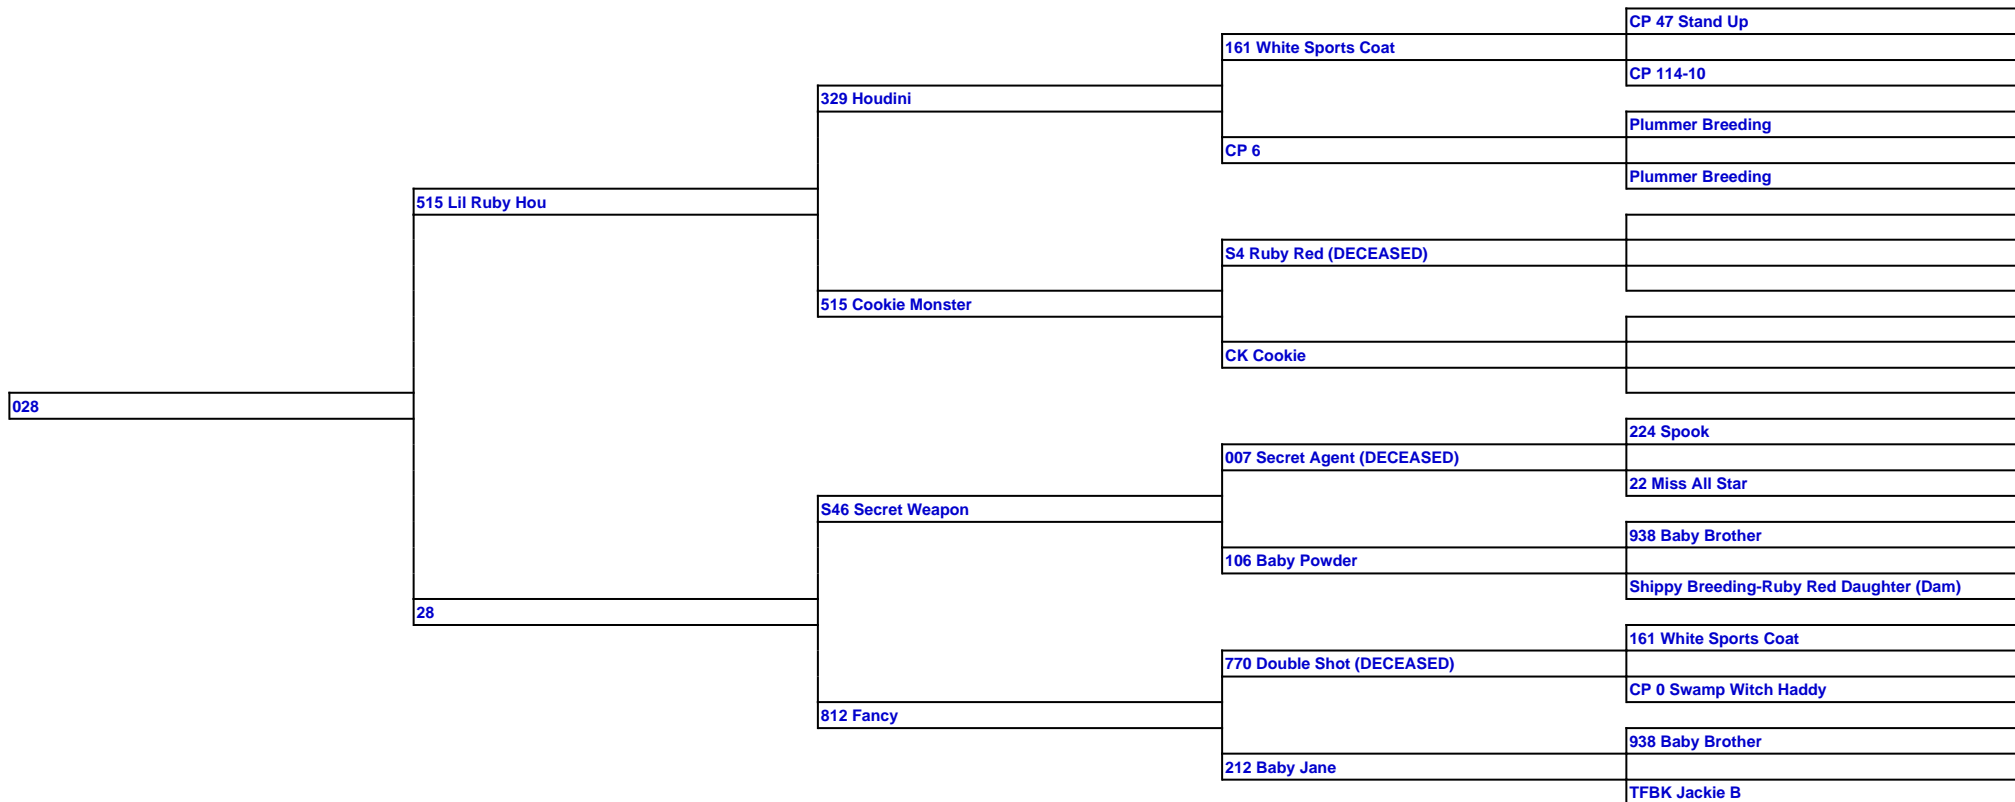 CP 47 Stand Up
161 White Sports Coat
CP 114-10
329 Houdini
Plummer Breeding
CP 6
Plummer Breeding
515 Lil Ruby Hou
S4 Ruby Red (DECEASED)
515 Cookie Monster
CK Cookie
028
224 Spook
007 Secret Agent (DECEASED)
22 Miss All Star
S46 Secret Weapon
938 Baby Brother
106 Baby Powder
Shippy Breeding-Ruby Red Daughter (Dam)
28
161 White Sports Coat
770 Double Shot (DECEASED)
CP 0 Swamp Witch Haddy
812 Fancy
938 Baby Brother
212 Baby Jane
TFBK Jackie B